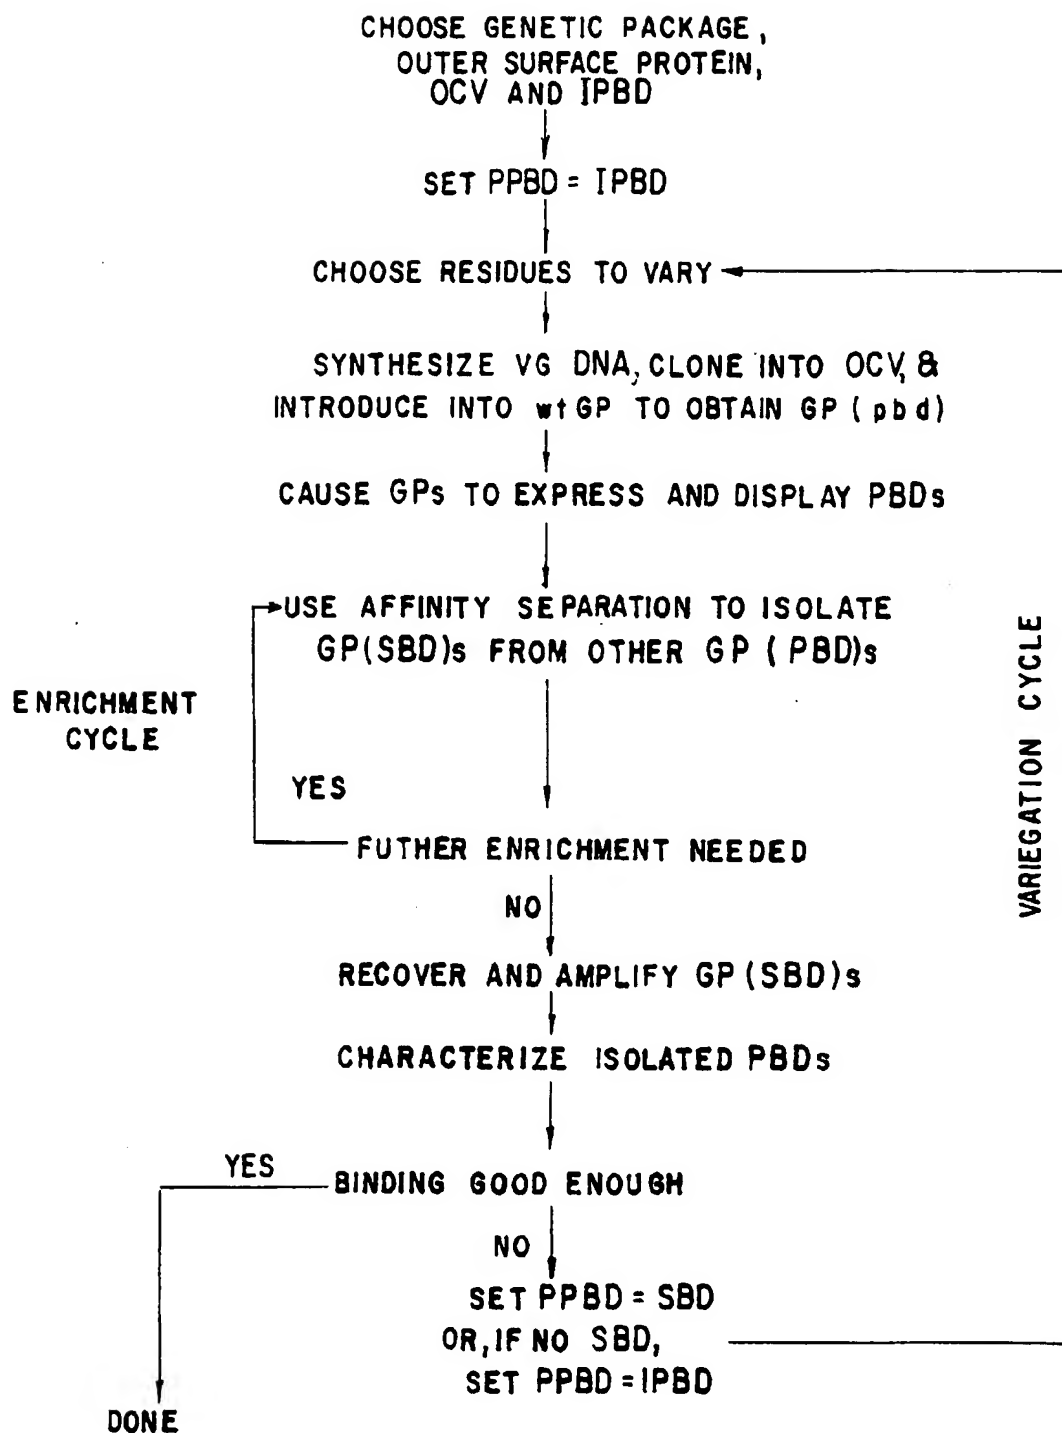 CHOOSE GENETIC PACKAGE,
OUTER SURFACE PROTEIN,
OCV AND IPBD
SET PPBD = IPBD
CHOOSE RESIDUES TO VARY
SYNTHESIZE VG DNA, CLONE INTO OCV, &
INTRODUCE INTO wtGP TO OBTAIN GP (pbd)
CAUSE GPs TO EXPRESS AND DISPLAY PBDs
USE AFFINITY SEPARATION TO ISOLATE
GP(SBD)s FROM OTHER GP (PBD)s
ENRICHMENT
CYCLE
YES
FUTHER ENRICHMENT NEEDED
NO
RECOVER AND AMPLIFY GP (SBD)s
CHARACTERIZE ISOLATED PBDs
YES
BINDING GOOD ENOUGH
NO
SET PPBD = SBD
OR, IF NO SBD,
SET PPBD = IPBD
DONE
VARIEGATION CYCLE